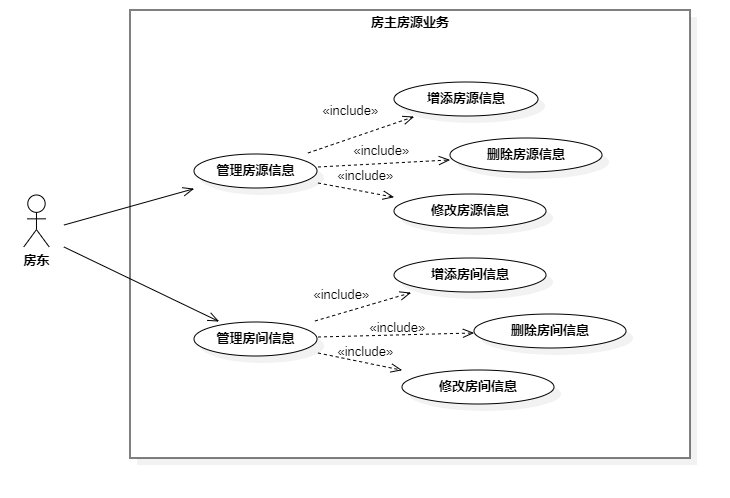 房主房源业务
«include»
增添房源信息
«include»
删除房源信息
管理房源信息
«include»
修改房源信息
房东
增添房间信息
«include»
«include»
删除房间信息
管理房间信息
«include»
修改房间信息